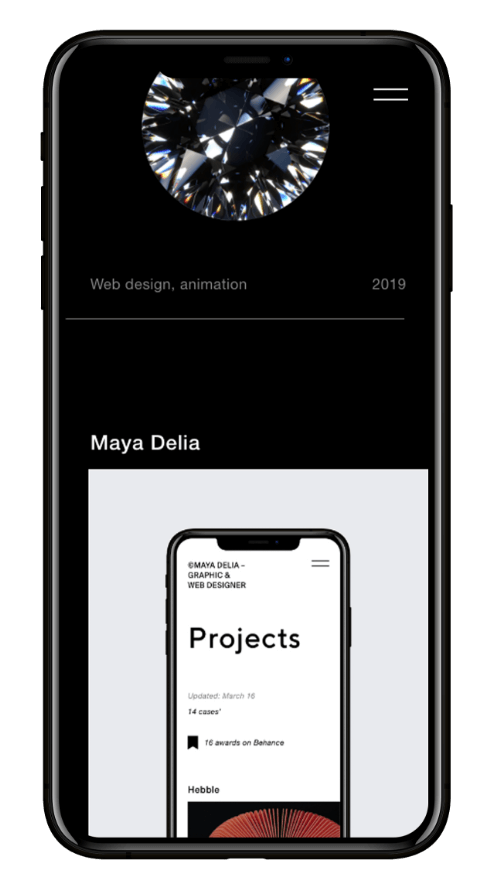 Web design, animation 2019
Maya Delia
©MAYA DELIA –
GRAPHIC &
WEB DESIGNER
Projects
Updated: March 16
14 cases'
16 awards on Behance
Hebble